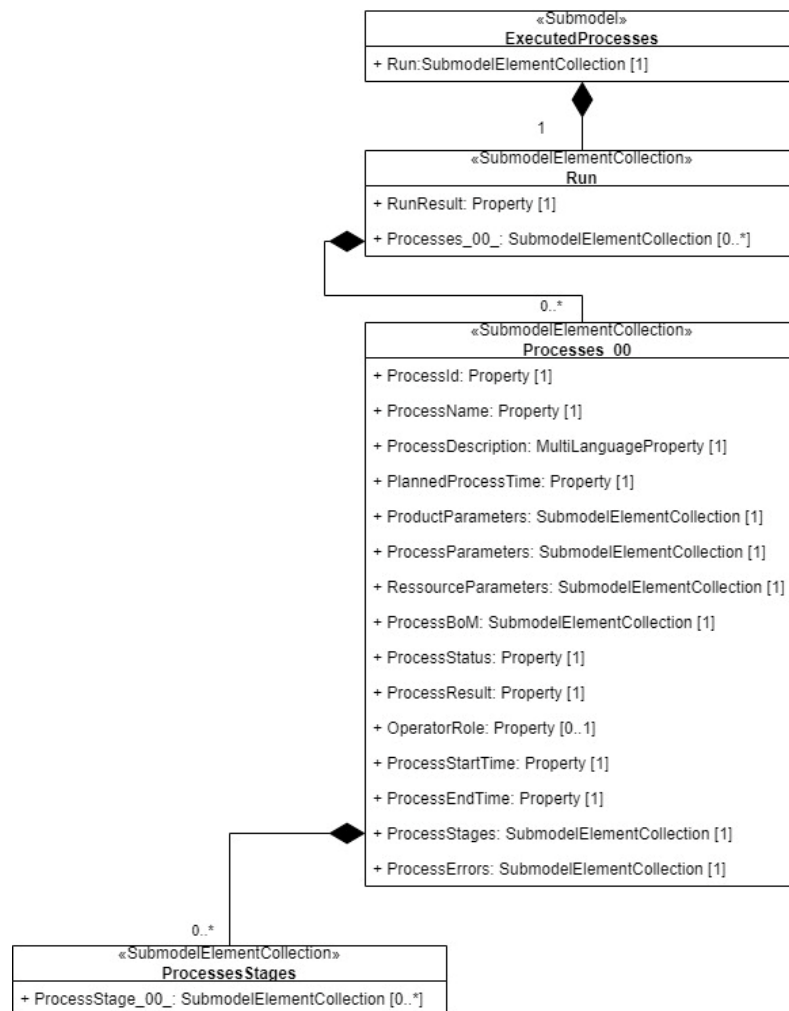 «Submodel»
ExecutedProcesses
+ Run:SubmodelElementCollection [1]
1
«SubmodelElementCollection»
Run
+ RunResult: Property [1]
+ Processes_00_: SubmodelElementCollection [0..*]
0..*
«SubmodelElementCollection»
Processes_00
+ ProcessId: Property [1]
+ ProcessName: Property [1]
+ ProcessDescription: MultiLanguageProperty [1]
+ PlannedProcessTime: Property [1]
+ ProductParameters: SubmodelElementCollection [1]
+ ProcessParameters: SubmodelElementCollection [1]
+ RessourceParameters: SubmodelElementCollection [1]
+ ProcessBoM: SubmodelElementCollection [1]
+ ProcessStatus: Property [1]
+ ProcessResult: Property [1]
+ OperatorRole: Property [0..1]
+ ProcessStartTime: Property [1]
+ ProcessEndTime: Property [1]
+ ProcessStages: SubmodelElementCollection [1]
+ ProcessErrors: SubmodelElementCollection [1]
0..*
«SubmodelElementCollection»
ProcessesStages
+ ProcessStage_00_: SubmodelElementCollection [0..*]